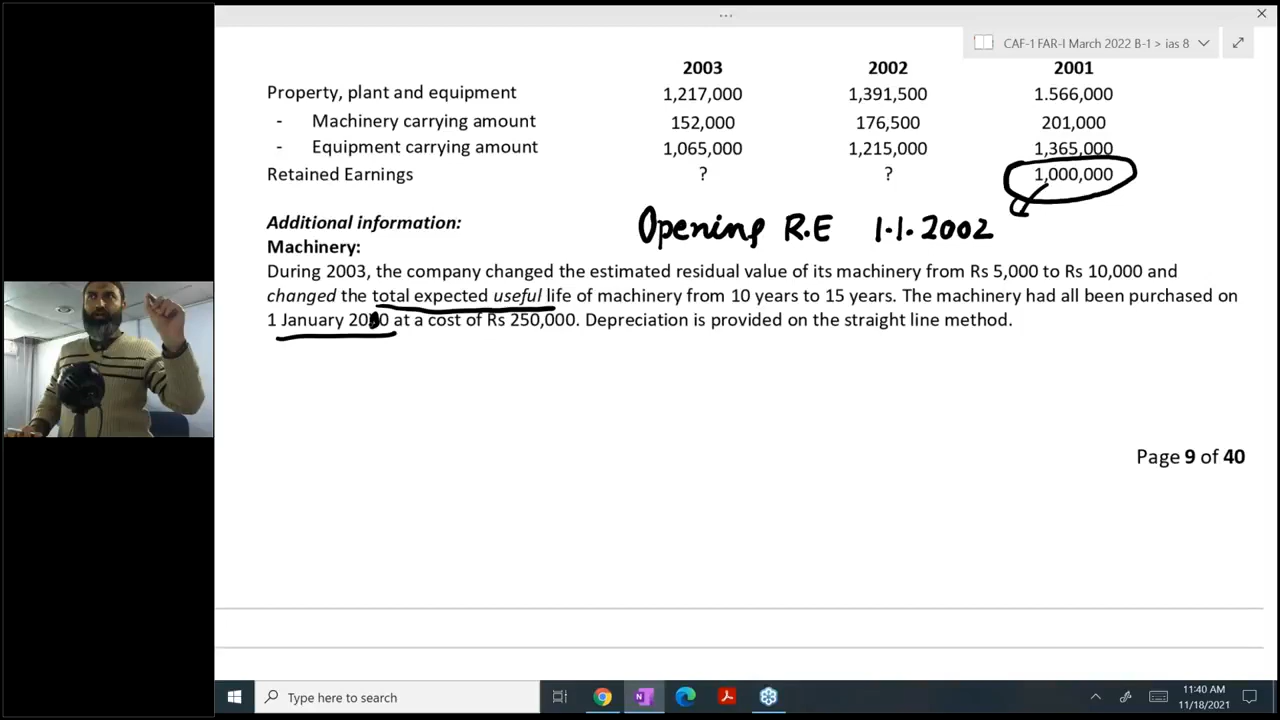 CAF-1 FAR-I March 2022 B-1 > ias 8
2003 2002 2001
Property, plant and equipment 1,217,000 1,391,500 1.566,000
- Machinery carrying amount 152,000 176,500 201,000
- Equipment carrying amount 1,065,000 1,215,000 1,365,000
Retained Earnings ? ? 1,000,000
Additional information:
Opening R.E 1.1.2002
Machinery:
During 2003, the company changed the estimated residual value of its machinery from Rs 5,000 to Rs 10,000 and
changed the total expected useful life of machinery from 10 years to 15 years. The machinery had all been purchased on
1 January 2000 at a cost of Rs 250,000. Depreciation is provided on the straight line method.
Page 9 of 40
Type here to search
11:40 AM
11/18/2021